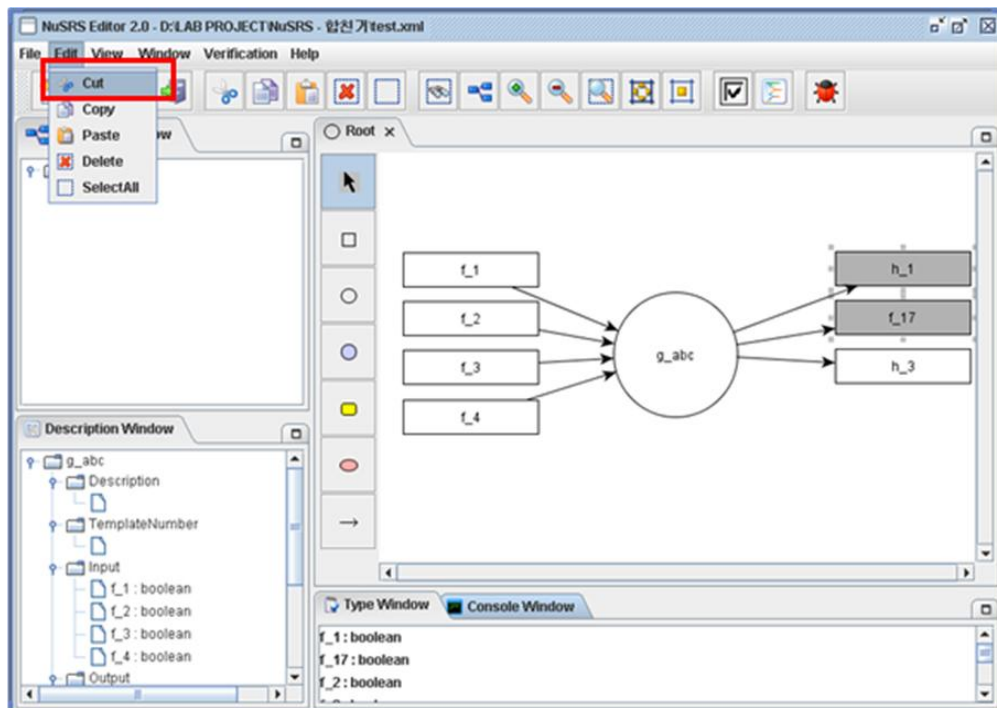 NuSRS Editor 2.0 - D:\LAB PROJECT\NuSRS - 합친거\test.xml
File Edit View Window Verification Help
Cut
Copy
Paste
Delete
SelectAll
Root
f_1
f_2
f_3
f_4
g_abc
h_1
f_17
h_3
Description Window
g_abc
Description
TemplateNumber
Input
f_1 : boolean
f_2 : boolean
f_3 : boolean
f_4 : boolean
Output
Type Window Console Window
f_1 : boolean
f_17 : boolean
f_2 : boolean